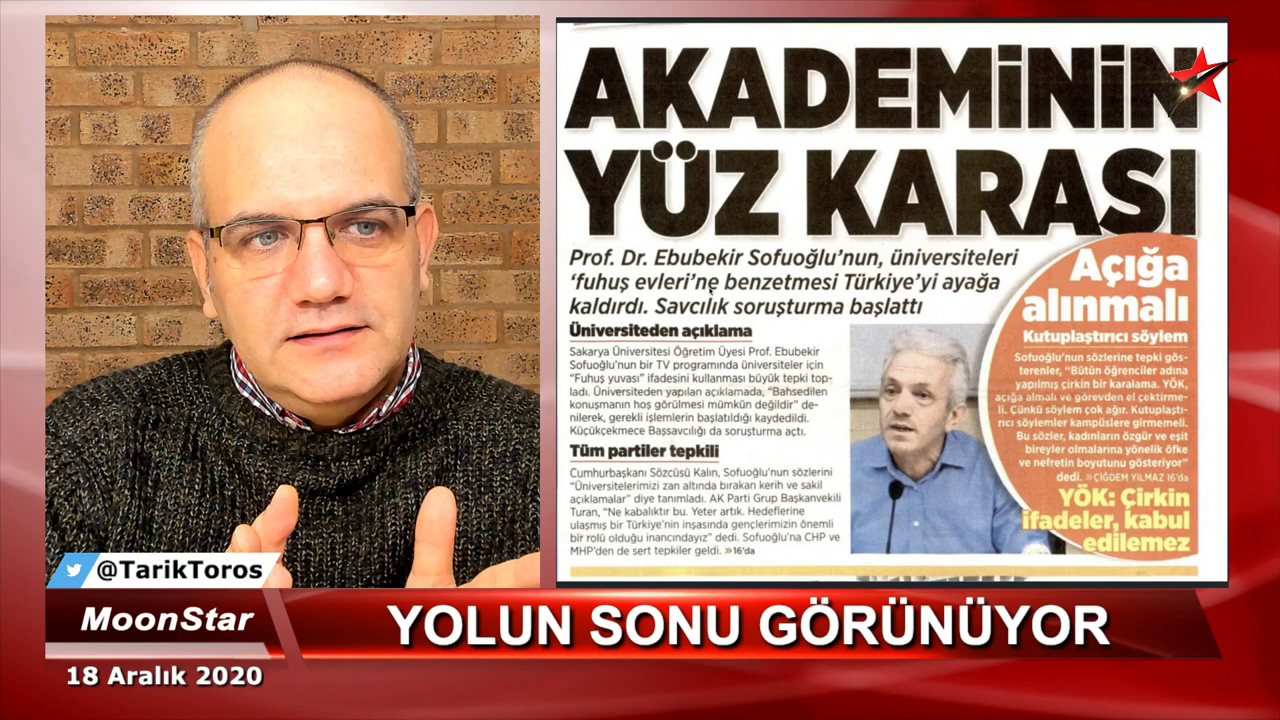 AKADEMİNİN
YÜZ KARASI
Prof. Dr. Ebubekir Sofuoğlu’nun, üniversiteleri
‘fuhuş evleri’ne benzetmesi Türkiye’yi ayağa
kaldırdı. Savcılık soruşturma başlattı
Üniversiteden açıklama
Sakarya Üniversitesi Öğretim Üyesi Prof. Ebubekir
Sofuoğlu’nun bir TV programında üniversiteler için
“Fuhuş yuvası” ifadesini kullanması büyük tepki top-
ladı. Üniversiteden yapılan açıklamada, “Bahsedilen
konuşmanın hoş görülmesi mümkün değildir” de-
nilerek, gerekli işlemlerin başlatıldığı kaydedildi.
Küçükçekmece Başsavcılığı da soruşturma açtı.
Tüm partiler tepkili
Cumhurbaşkanı Sözcüsü Kalın, Sofuoğlu’nun sözlerini
“Üniversitelerimizi zan altında bırakan kerih ve sakil
açıklamalar” diye tanımladı. AK Parti Grup Başkanvekili
Turan, “Ne kabalıktır bu. Yeter artık. Hedeflerine
ulaşmış bir Türkiye’nin inşasında gençlerimizin önemli
bir rolü olduğu inancındayız” dedi. Sofuoğlu’na CHP ve
MHP’den de sert tepkiler geldi. »16’da
Açığa
alınmalı
Kutuplaştırıcı söylem
Sofuoğlu’nun sözlerine tepki gös-
terenler, “Bütün öğrenciler adına
yapılmış çirkin bir karalama. YÖK,
açığa almalı ve görevden el çektirme-
li. Çünkü söylem çok ağır. Kutuplaştı-
rıcı söylemler kampüslere girmemeli.
Bu sözler, kadınların özgür ve eşit
bireyler olmalarına yönelik öfke
ve nefretin boyutunu gösteriyor”
dedi. »ÇİĞDEM YILMAZ 16’da
YÖK: Çirkin
ifadeler, kabul
edilemez
@TarikToros
MoonStar
YOLUN SONU GÖRÜNÜYOR
18 Aralık 2020